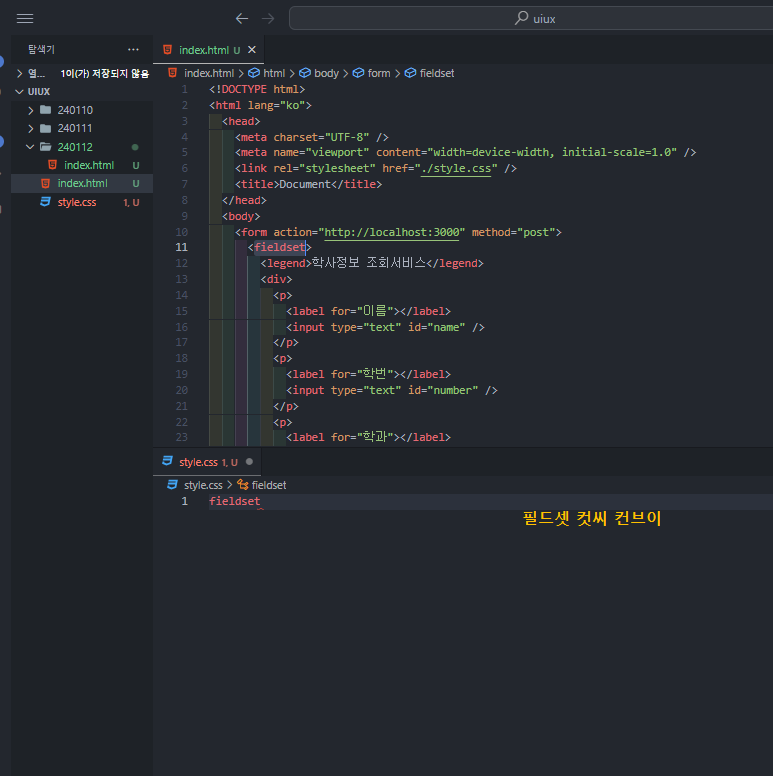 uiux
탐색기 ···
index.html U ×
열... 1이(가) 저장되지 않음
index.html > html > body > form > fieldset
UIUX
240110
240111
240112
index.html U
index.html U
style.css 1, U
1 <!DOCTYPE html>
2 <html lang="ko">
3 <head>
4 <meta charset="UTF-8" />
5 <meta name="viewport" content="width=device-width, initial-scale=1.0" />
6 <link rel="stylesheet" href="./style.css" />
7 <title>Document</title>
8 </head>
9 <body>
10 <form action="http://localhost:3000" method="post">
11 <fieldset>
12 <legend>학사정보 조회서비스</legend>
13 <div>
14 <p>
15 <label for="이름"></label>
16 <input type="text" id="name" />
17 </p>
18 <p>
19 <label for="학번"></label>
20 <input type="text" id="number" />
21 </p>
22 <p>
23 <label for="학과"></label>
style.css 1, U
style.css > fieldset
1 fieldset
필드셋 컷씨 컨브이